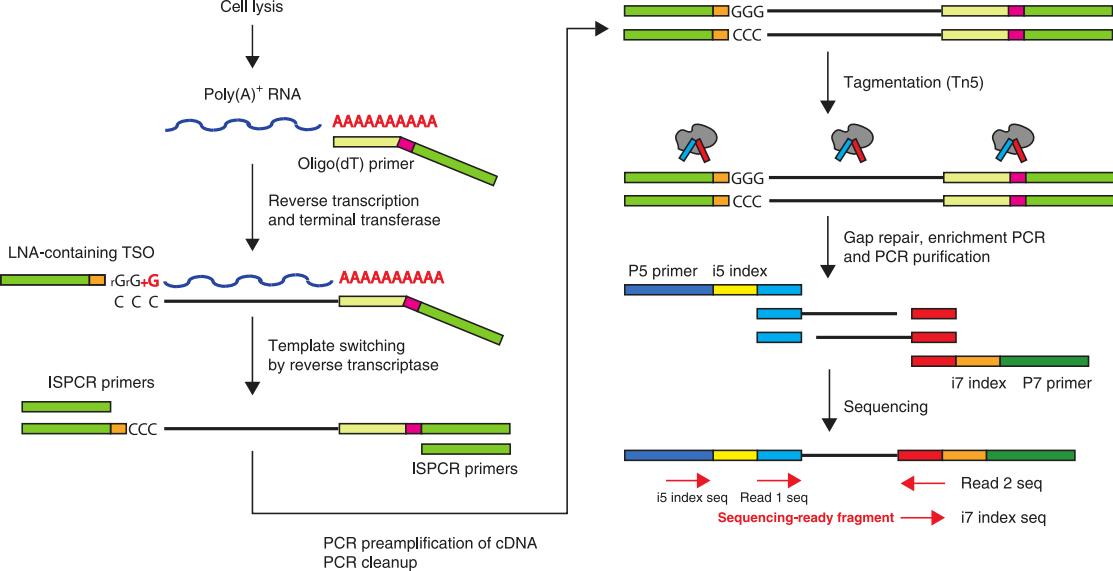 Cell lysis
Poly(A)+ RNA
AAAAAAAAAA
Oligo(dT) primer
Reverse transcription
and terminal transferase
LNA-containing TSO
rGrG+G
AAAAAAAAAA
C C C
Template switching
by reverse transcriptase
ISPCR primers
CCC
ISPCR primers
PCR preamplification of cDNA
PCR cleanup
GGG
CCC
Tagmentation (Tn5)
GGG
CCC
Gap repair, enrichment PCR
and PCR purification
P5 primer i5 index
i7 index P7 primer
Sequencing
i5 index seq Read 1 seq
Read 2 seq
Sequencing-ready fragment
i7 index seq